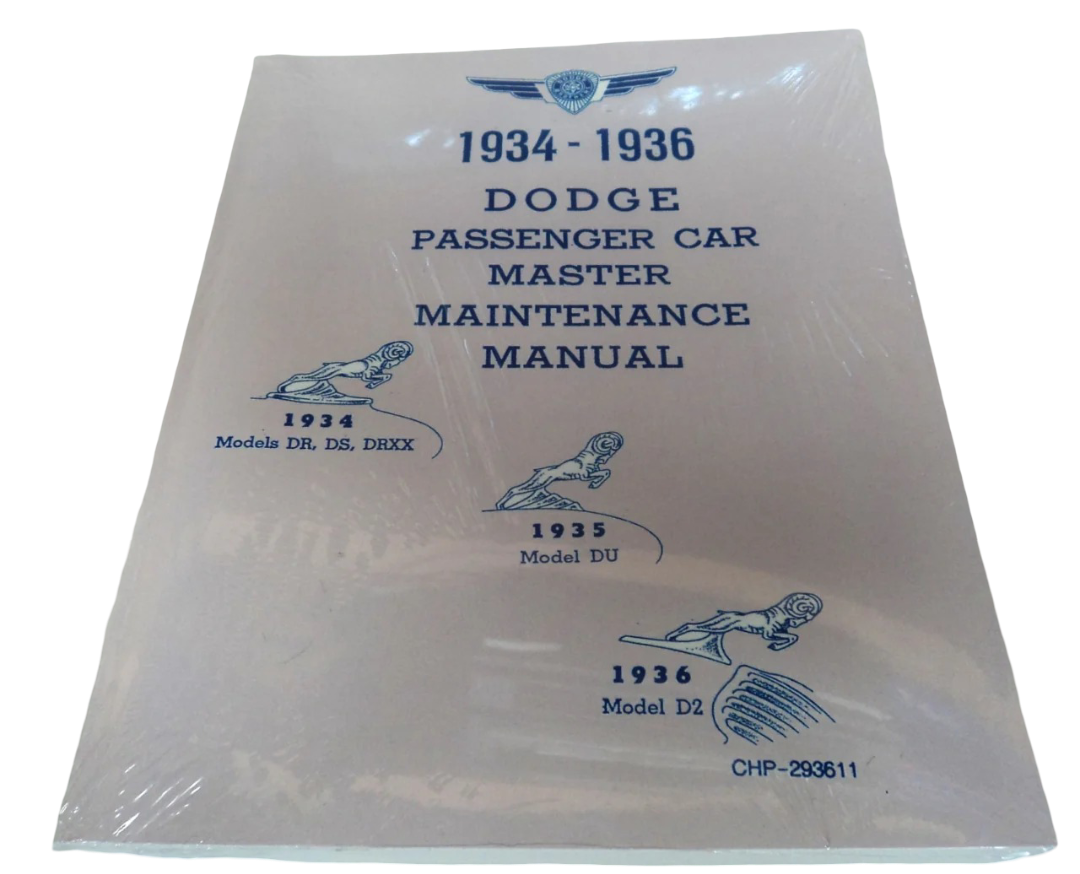 1934 - 1936
DODGE
PASSENGER CAR
MASTER
MAINTENANCE
MANUAL
1934
Models DR, DS, DRXX
1935
Model DU
1936
Model D2
CHP-293611